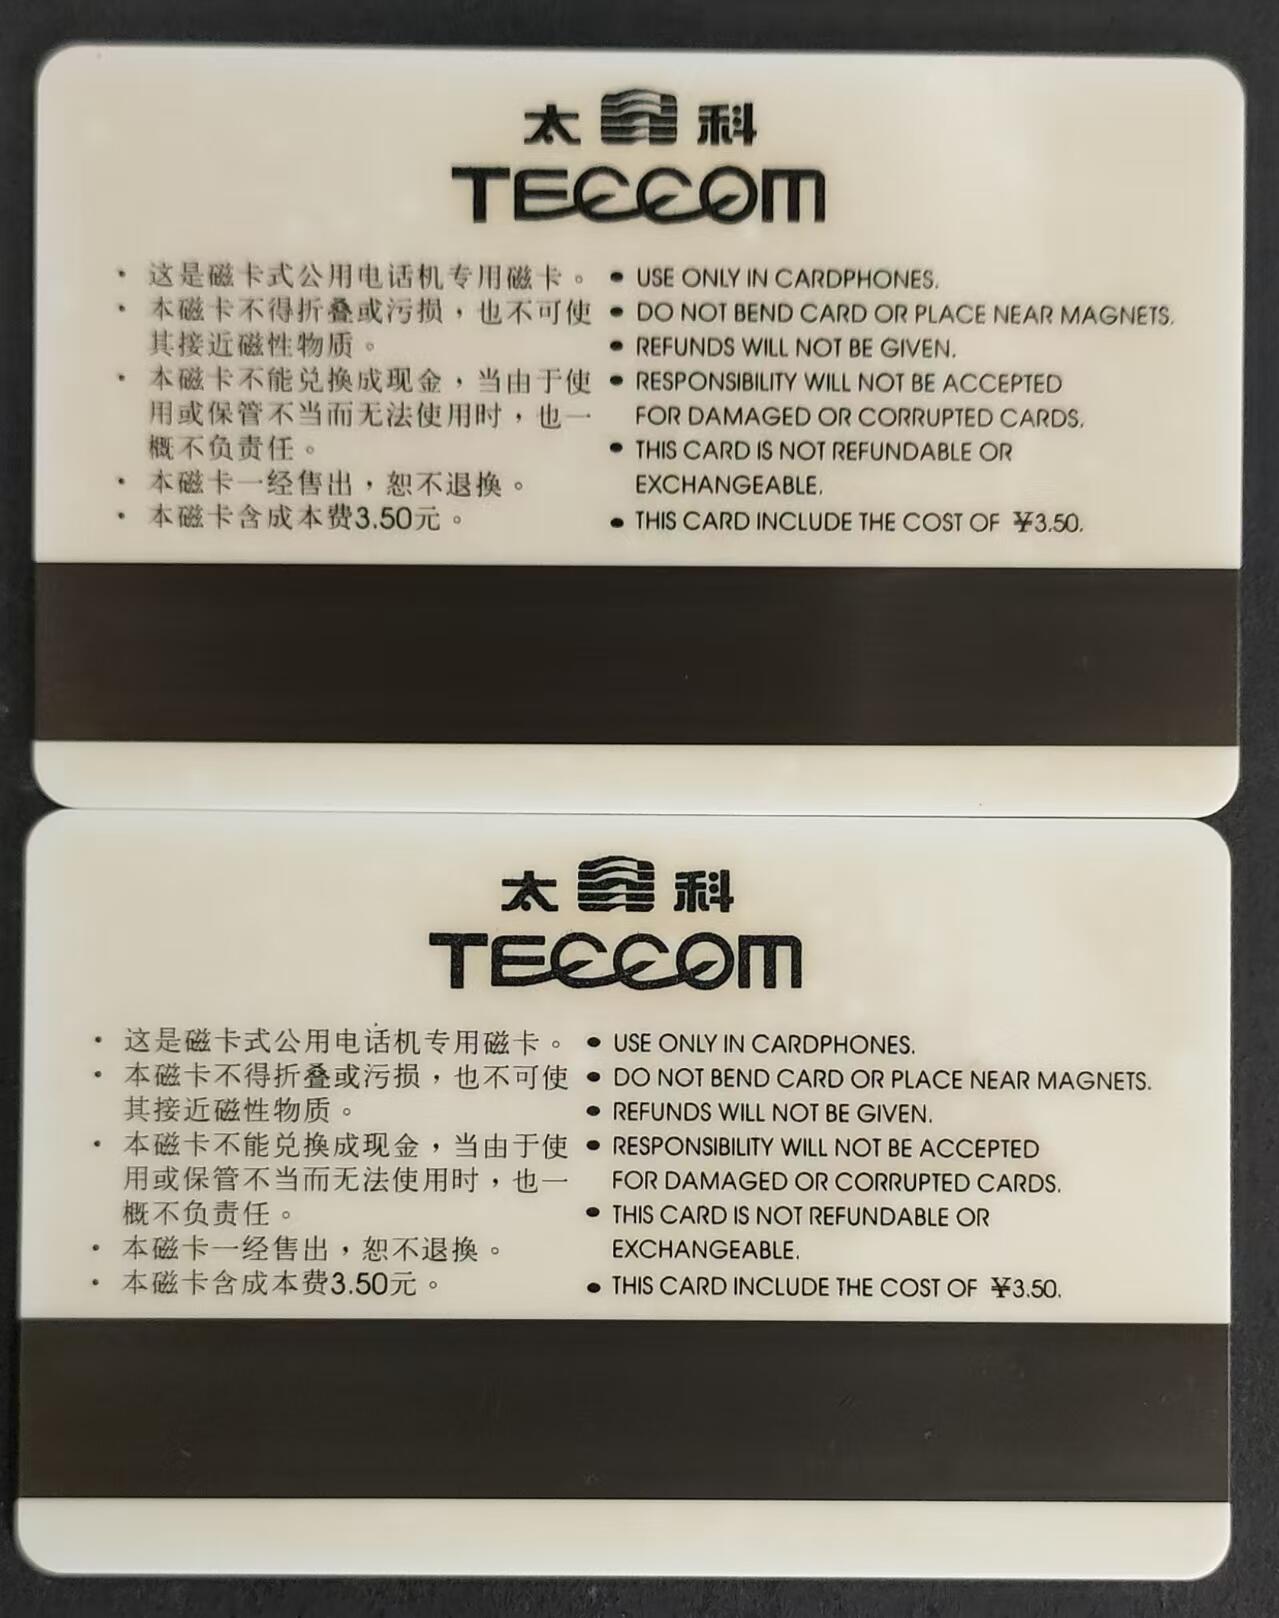 太 科
TECCOM
· 这是磁卡式公用电话机专用磁卡。
· 本磁卡不得折叠或污损，也不可使
其接近磁性物质。
· 本磁卡不能兑换成现金，当由于使
用或保管不当而无法使用时，也一
概不负责任。
· 本磁卡一经售出，恕不退换。
· 本磁卡含成本费3.50元。
• USE ONLY IN CARDPHONES.
• DO NOT BEND CARD OR PLACE NEAR MAGNETS.
• REFUNDS WILL NOT BE GIVEN.
• RESPONSIBILITY WILL NOT BE ACCEPTED
FOR DAMAGED OR CORRUPTED CARDS.
• THIS CARD IS NOT REFUNDABLE OR
EXCHANGEABLE.
• THIS CARD INCLUDE THE COST OF ¥3.50.
太 科
TECCOM
· 这是磁卡式公用电话机专用磁卡。
· 本磁卡不得折叠或污损，也不可使
其接近磁性物质。
· 本磁卡不能兑换成现金，当由于使
用或保管不当而无法使用时，也一
概不负责任。
· 本磁卡一经售出，恕不退换。
· 本磁卡含成本费3.50元。
• USE ONLY IN CARDPHONES.
• DO NOT BEND CARD OR PLACE NEAR MAGNETS.
• REFUNDS WILL NOT BE GIVEN.
• RESPONSIBILITY WILL NOT BE ACCEPTED
FOR DAMAGED OR CORRUPTED CARDS.
• THIS CARD IS NOT REFUNDABLE OR
EXCHANGEABLE.
• THIS CARD INCLUDE THE COST OF ¥3.50.